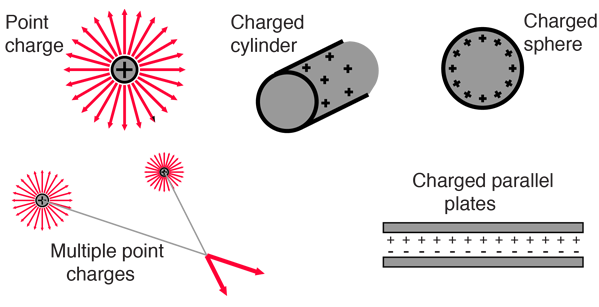 Point
charge
Charged
cylinder
Charged
sphere
Multiple point
charges
Charged parallel
plates
+ + + + + + + + + + + +
- - - - - - - - - - - -